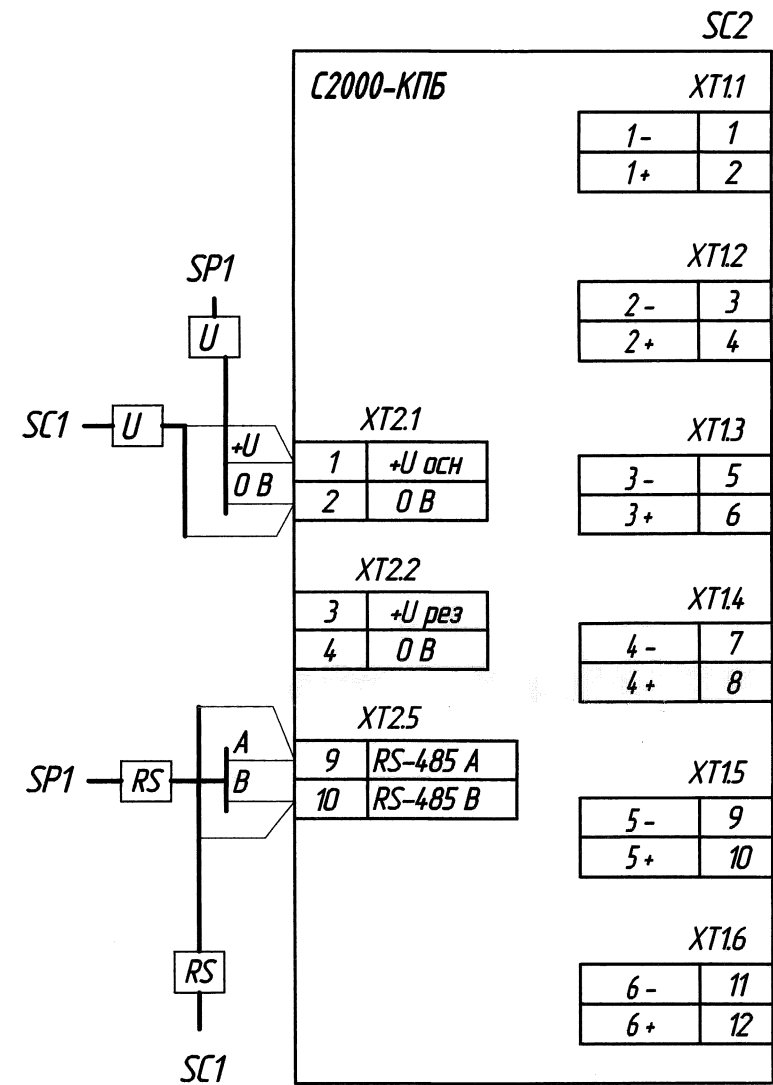 SC2
С2000-КПБ
XT1.1
1- 1
1+ 2
XT1.2
2- 3
2+ 4
SP1
U
SC1 U
+U
0 В
XT2.1
1 +U осн
2 0 В
XT1.3
3- 5
3+ 6
XT2.2
3 +U рез
4 0 В
XT1.4
4- 7
4+ 8
XT2.5
SP1 RS
A
B
9 RS-485 A
10 RS-485 B
XT1.5
5- 9
5+ 10
RS
SC1
XT1.6
6- 11
6+ 12